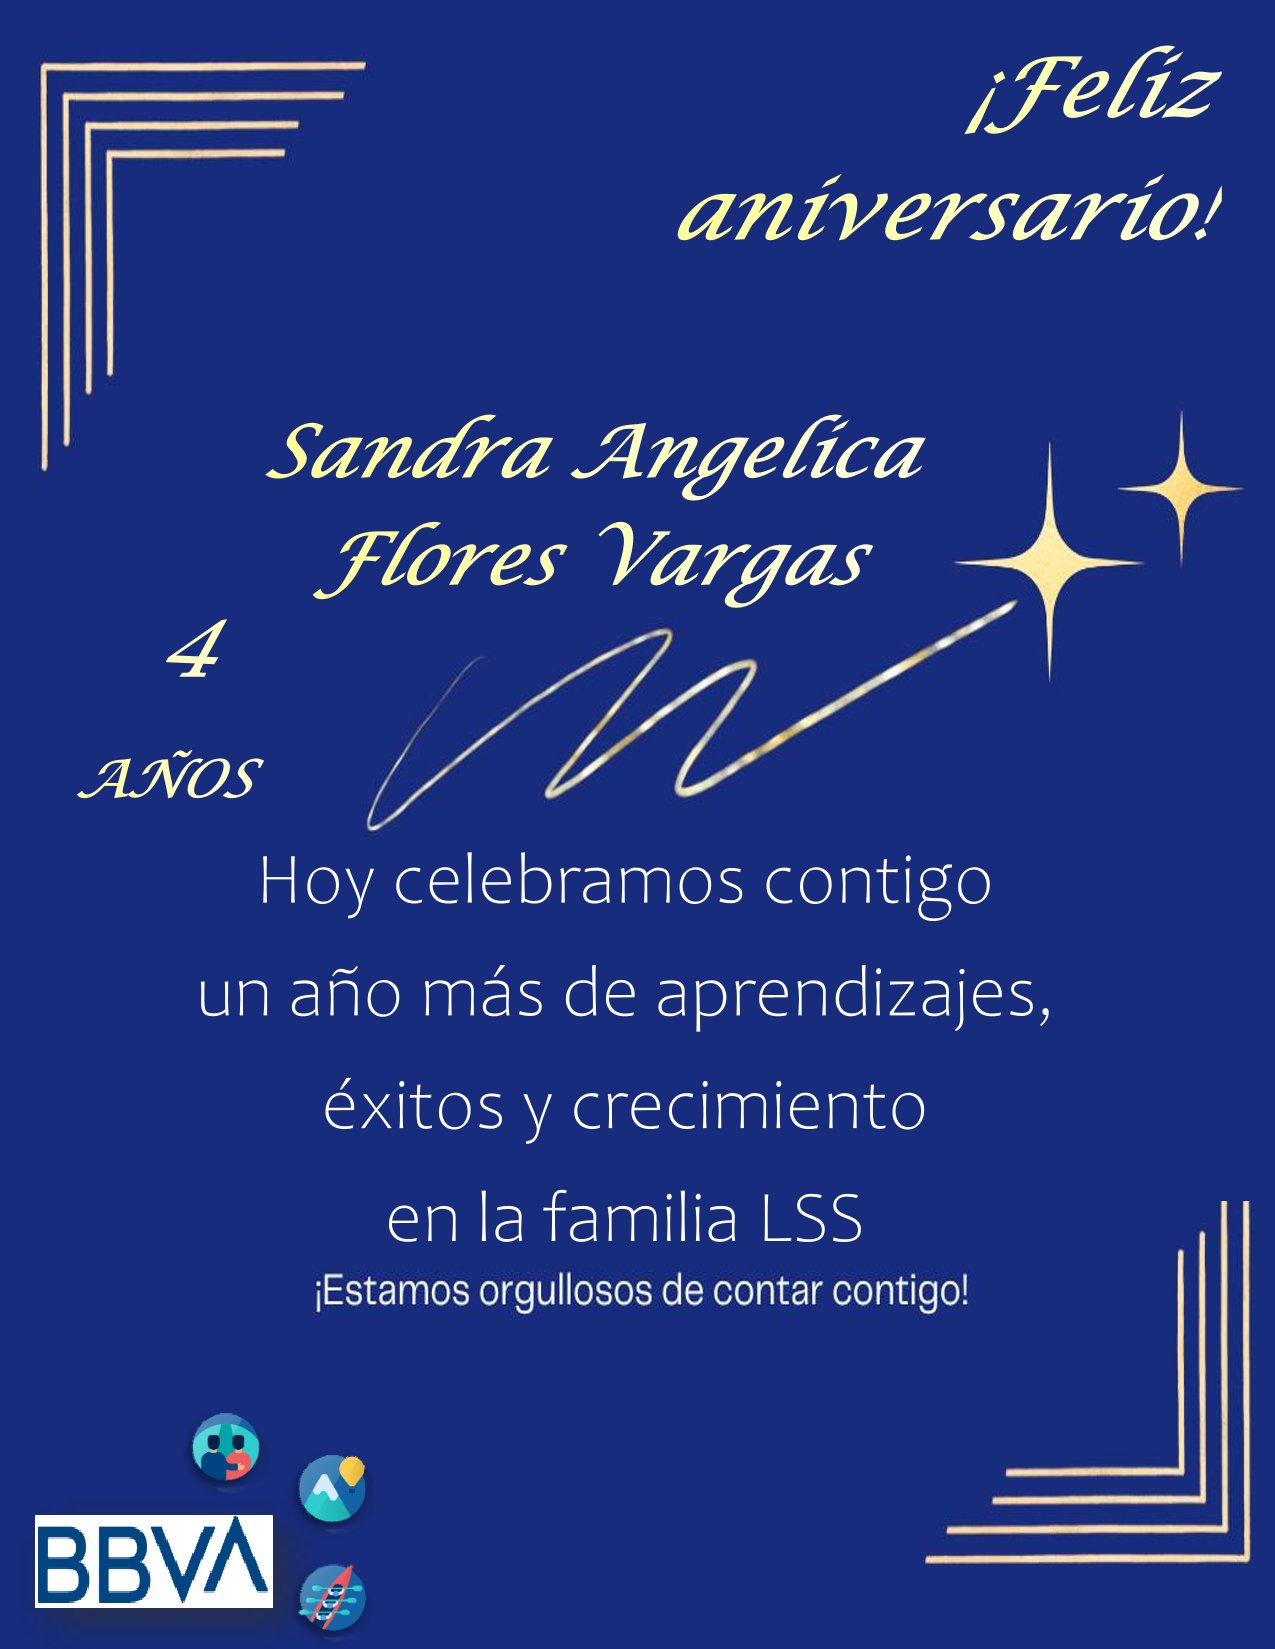 ¡Feliz
aniversario!
Sandra Angelica
Flores Vargas
4
AÑOS
Hoy celebramos contigo
un año más de aprendizajes,
éxitos y crecimiento
en la familia LSS
¡Estamos orgullosos de contar contigo!
BBVA